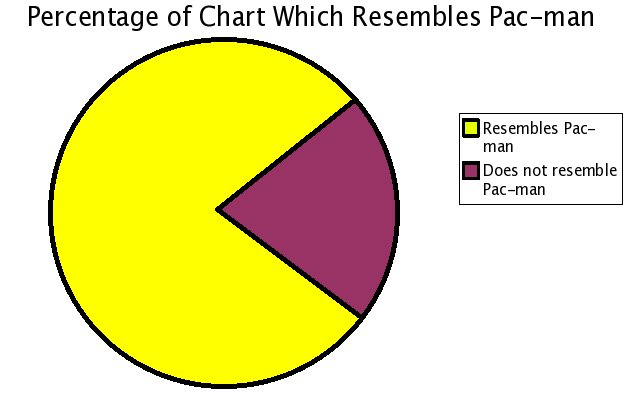 Percentage of Chart Which Resembles Pac-man
Resembles Pac-
man
Does not resemble
Pac-man